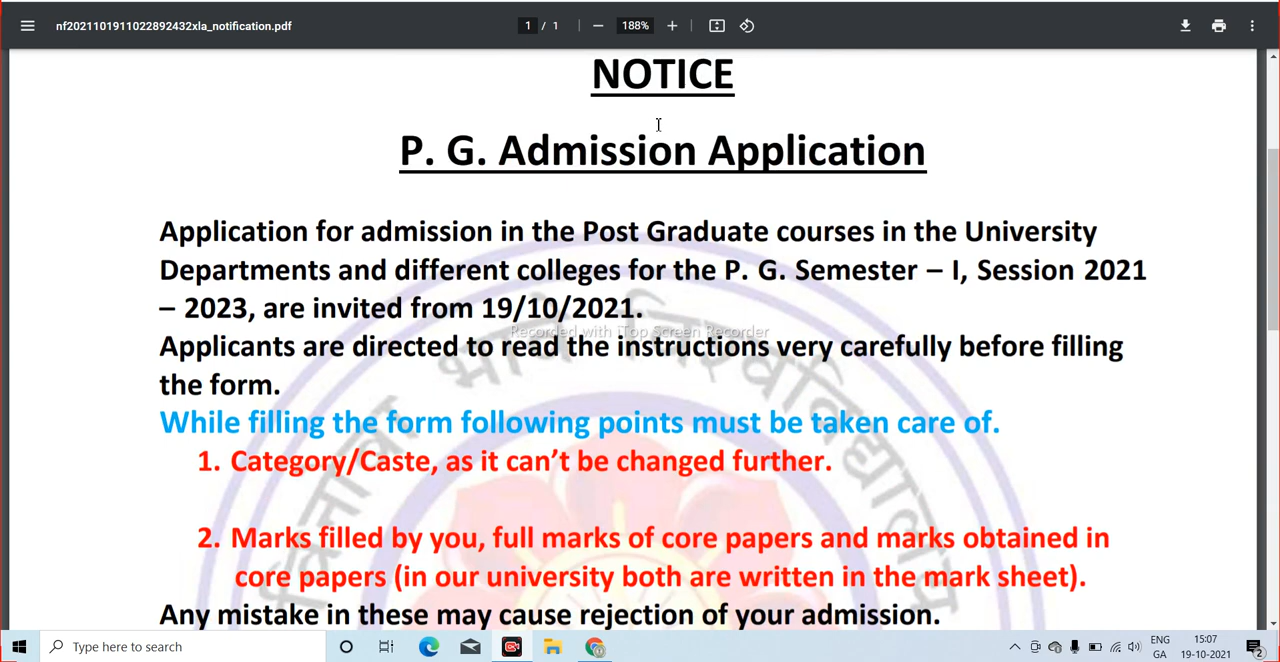 nf2021101911022892432xla_notification.pdf
1 / 1
188%
NOTICE
P. G. Admission Application
Application for admission in the Post Graduate courses in the University
Departments and different colleges for the P. G. Semester – I, Session 2021
– 2023, are invited from 19/10/2021.
Recorded with iTop Screen Recorder
Applicants are directed to read the instructions very carefully before filling
the form.
While filling the form following points must be taken care of.
1. Category/Caste, as it can’t be changed further.
2. Marks filled by you, full marks of core papers and marks obtained in
core papers (in our university both are written in the mark sheet).
Any mistake in these may cause rejection of your admission.
विनोबा भावे विश्वविद्यालय
Type here to search
ENG
GA
15:07
19-10-2021
2